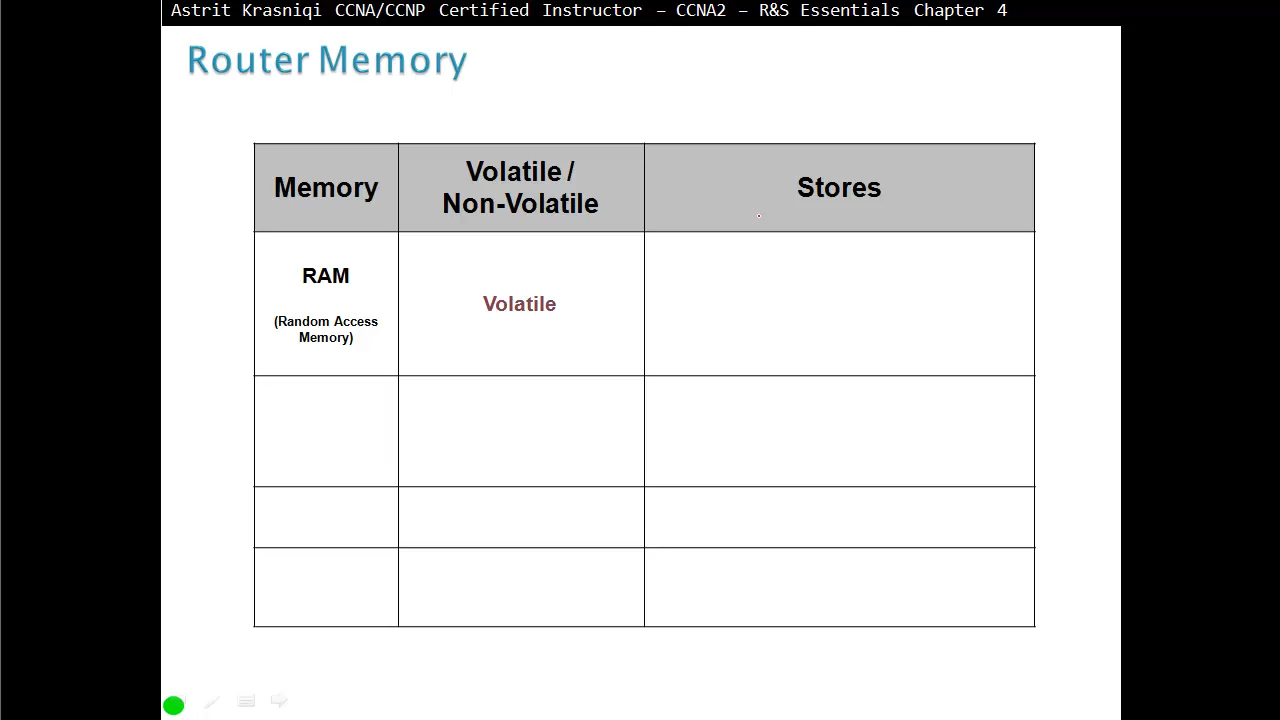 Astrit Krasniqi CCNA/CCNP Certified Instructor – CCNA2 – R&S Essentials Chapter 4
Router Memory
Memory
Volatile /
Non-Volatile
Stores
RAM
(Random Access
Memory)
Volatile